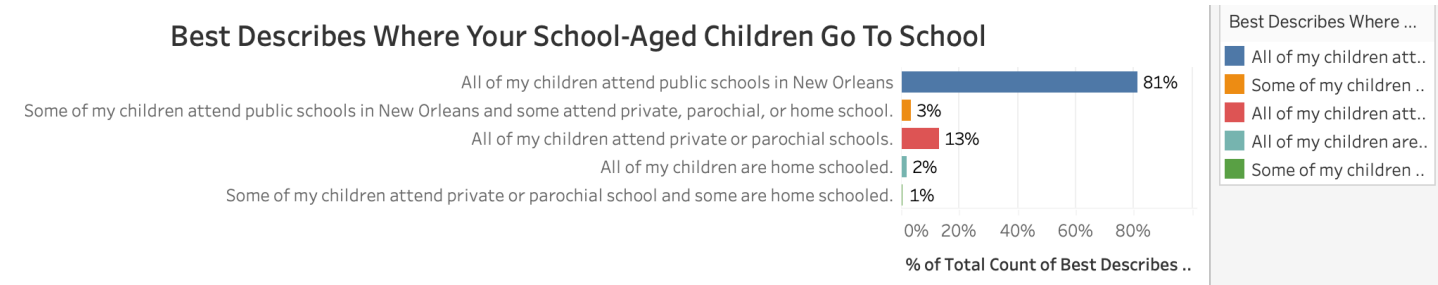 Best Describes Where Your School-Aged Children Go To School
All of my children attend public schools in New Orleans 81%
Some of my children attend public schools in New Orleans and some attend private, parochial, or home school. 3%
All of my children attend private or parochial schools. 13%
All of my children are home schooled. 2%
Some of my children attend private or parochial school and some are home schooled. 1%
0% 20% 40% 60% 80%
% of Total Count of Best Describes ..
Best Describes Where ...
All of my children att..
Some of my children ..
All of my children att..
All of my children are..
Some of my children ..